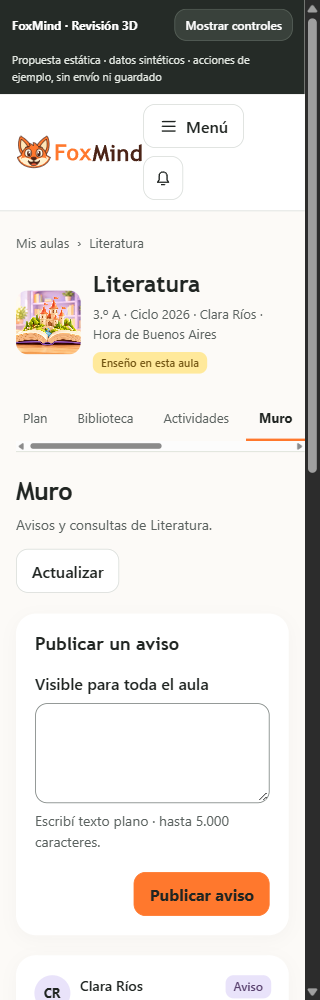 FoxMind · Revisión 3D
Mostrar controles
Propuesta estática · datos sintéticos · acciones de
ejemplo, sin envío ni guardado
FoxMind
Menú
Mis aulas › Literatura
Literatura
3.º A · Ciclo 2026 · Clara Ríos ·
Hora de Buenos Aires
Enseño en esta aula
Plan Biblioteca Actividades Muro
Muro
Avisos y consultas de Literatura.
Actualizar
Publicar un aviso
Visible para toda el aula
Escribí texto plano · hasta 5.000
caracteres.
Publicar aviso
CR Clara Ríos Aviso